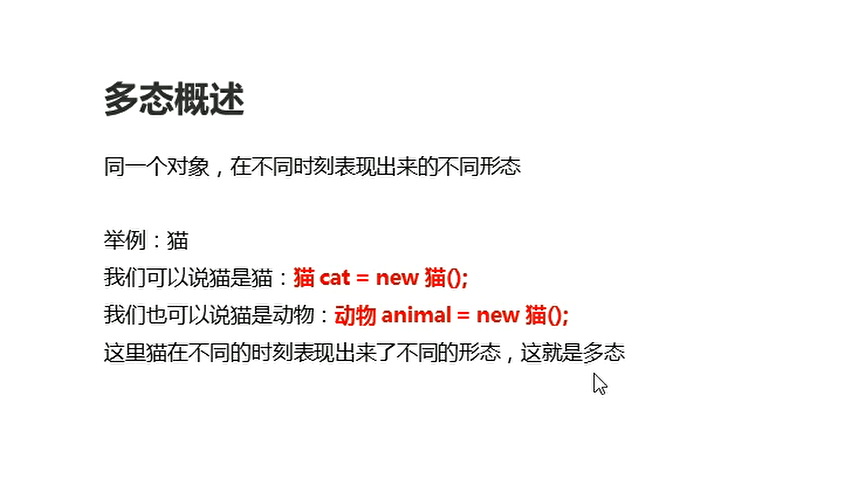 多态概述
同一个对象，在不同时刻表现出来的不同形态
举例：猫
我们可以说猫是猫：猫 cat = new 猫();
我们也可以说猫是动物：动物 animal = new 猫();
这里猫在不同的时刻表现出来了不同的形态，这就是多态